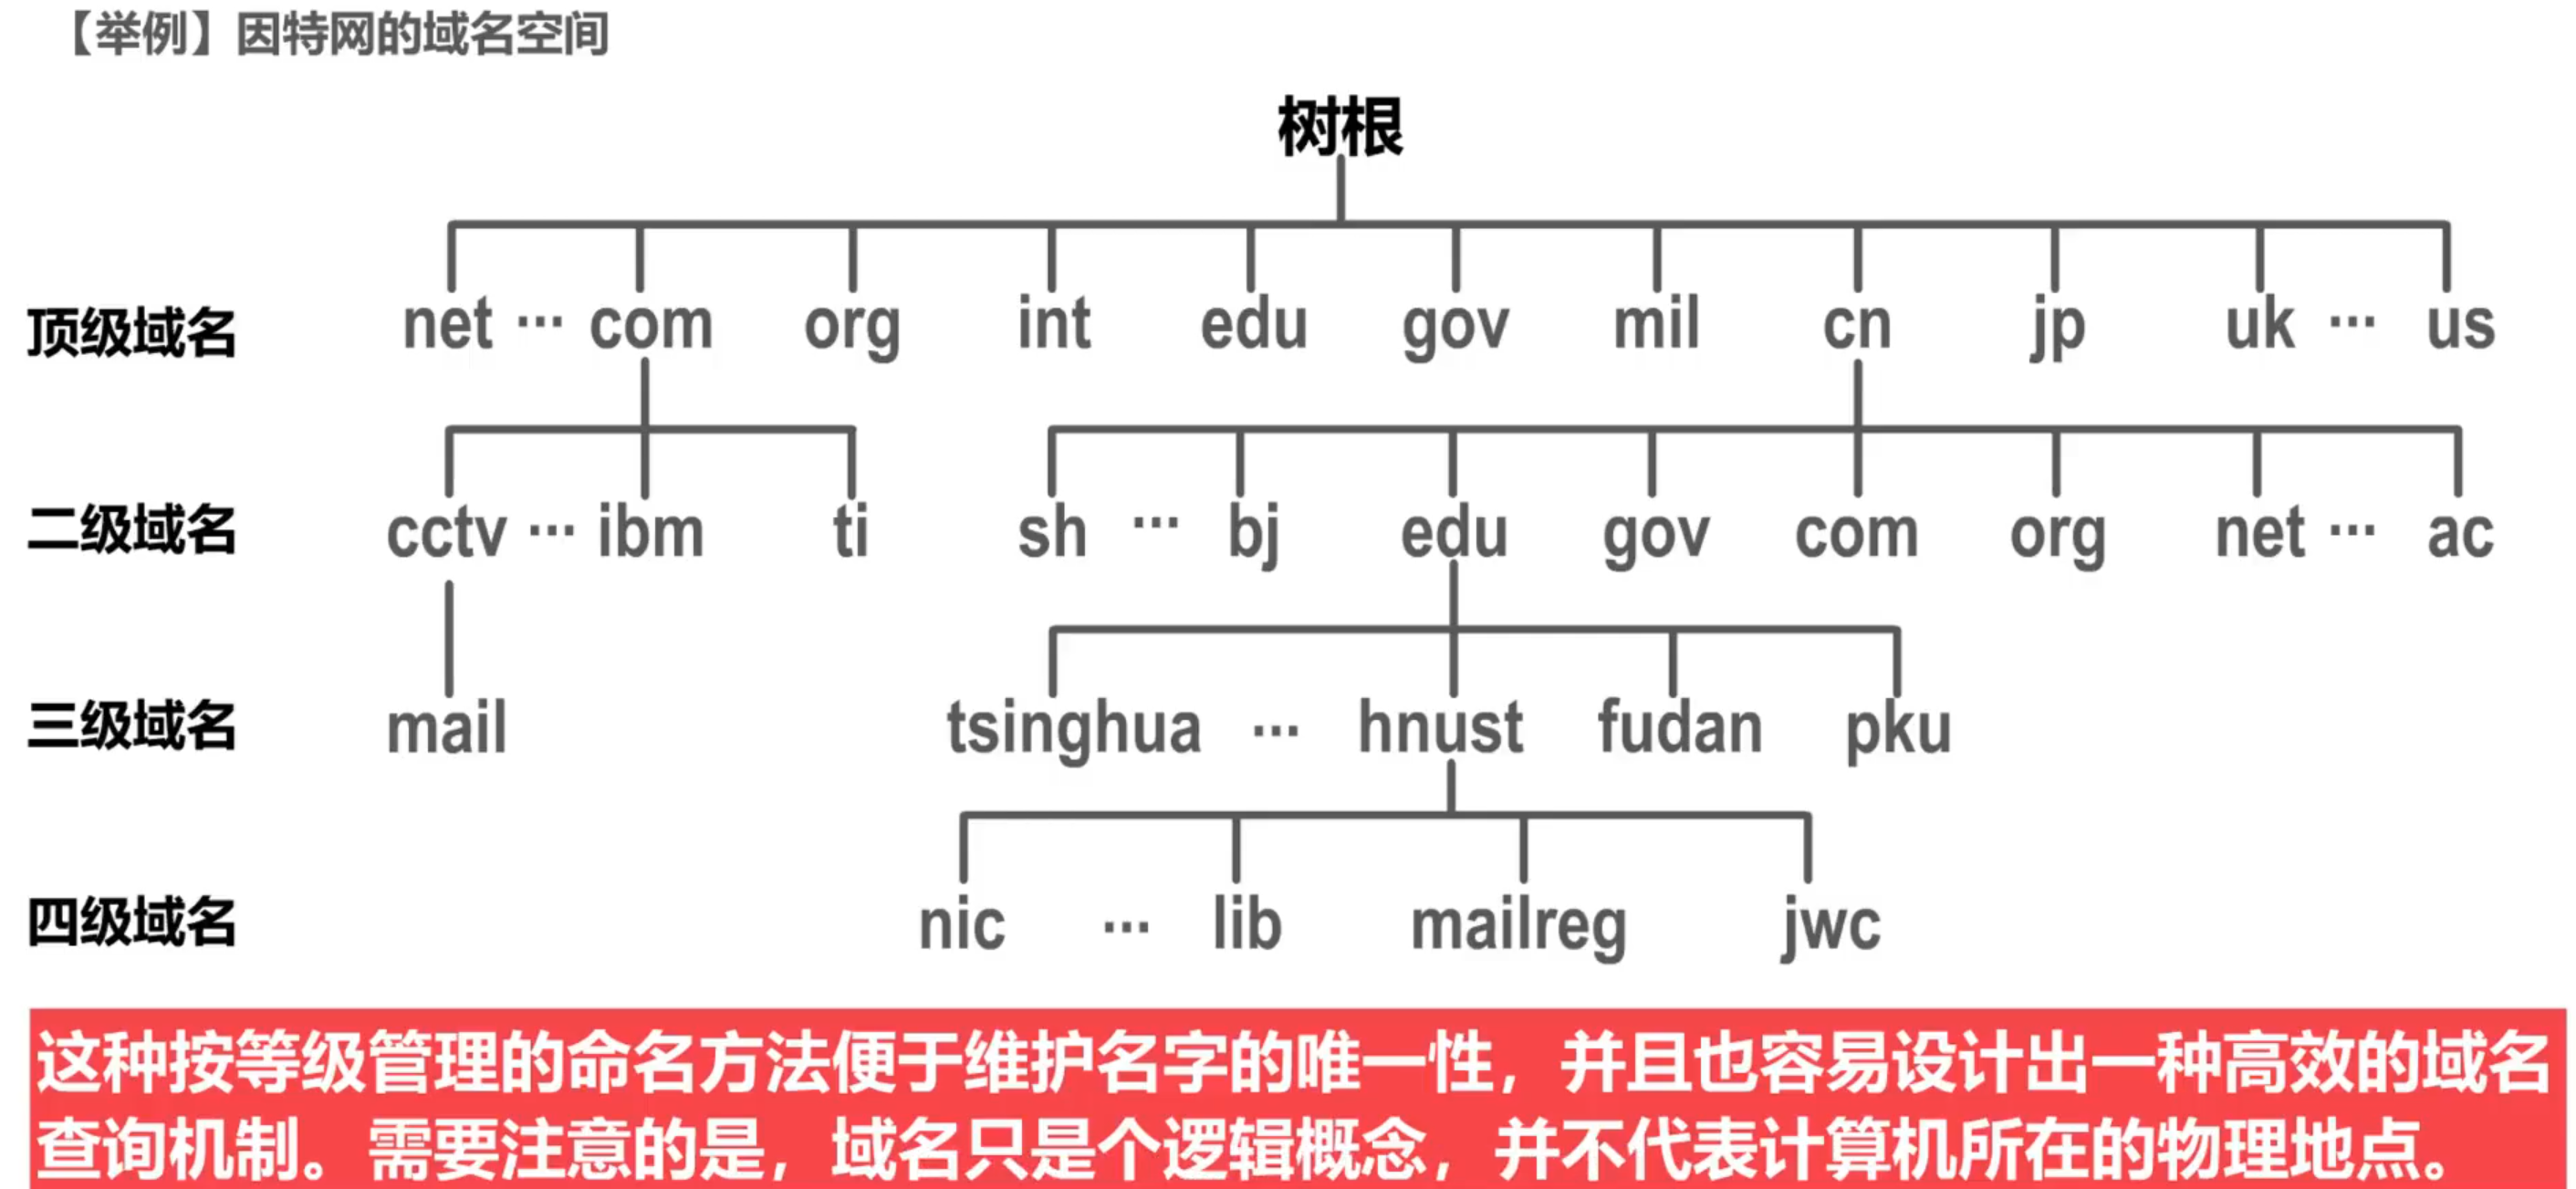 【举例】因特网的域名空间
树根
顶级域名 net … com org int edu gov mil cn jp uk … us
二级域名 cctv … ibm ti sh … bj edu gov com org net … ac
三级域名 mail tsinghua … hnust fudan pku
四级域名 nic … lib mailreg jwc
这种按等级管理的命名方法便于维护名字的唯一性，并且也容易设计出一种高效的域名
查询机制。需要注意的是，域名只是个逻辑概念，并不代表计算机所在的物理地点。